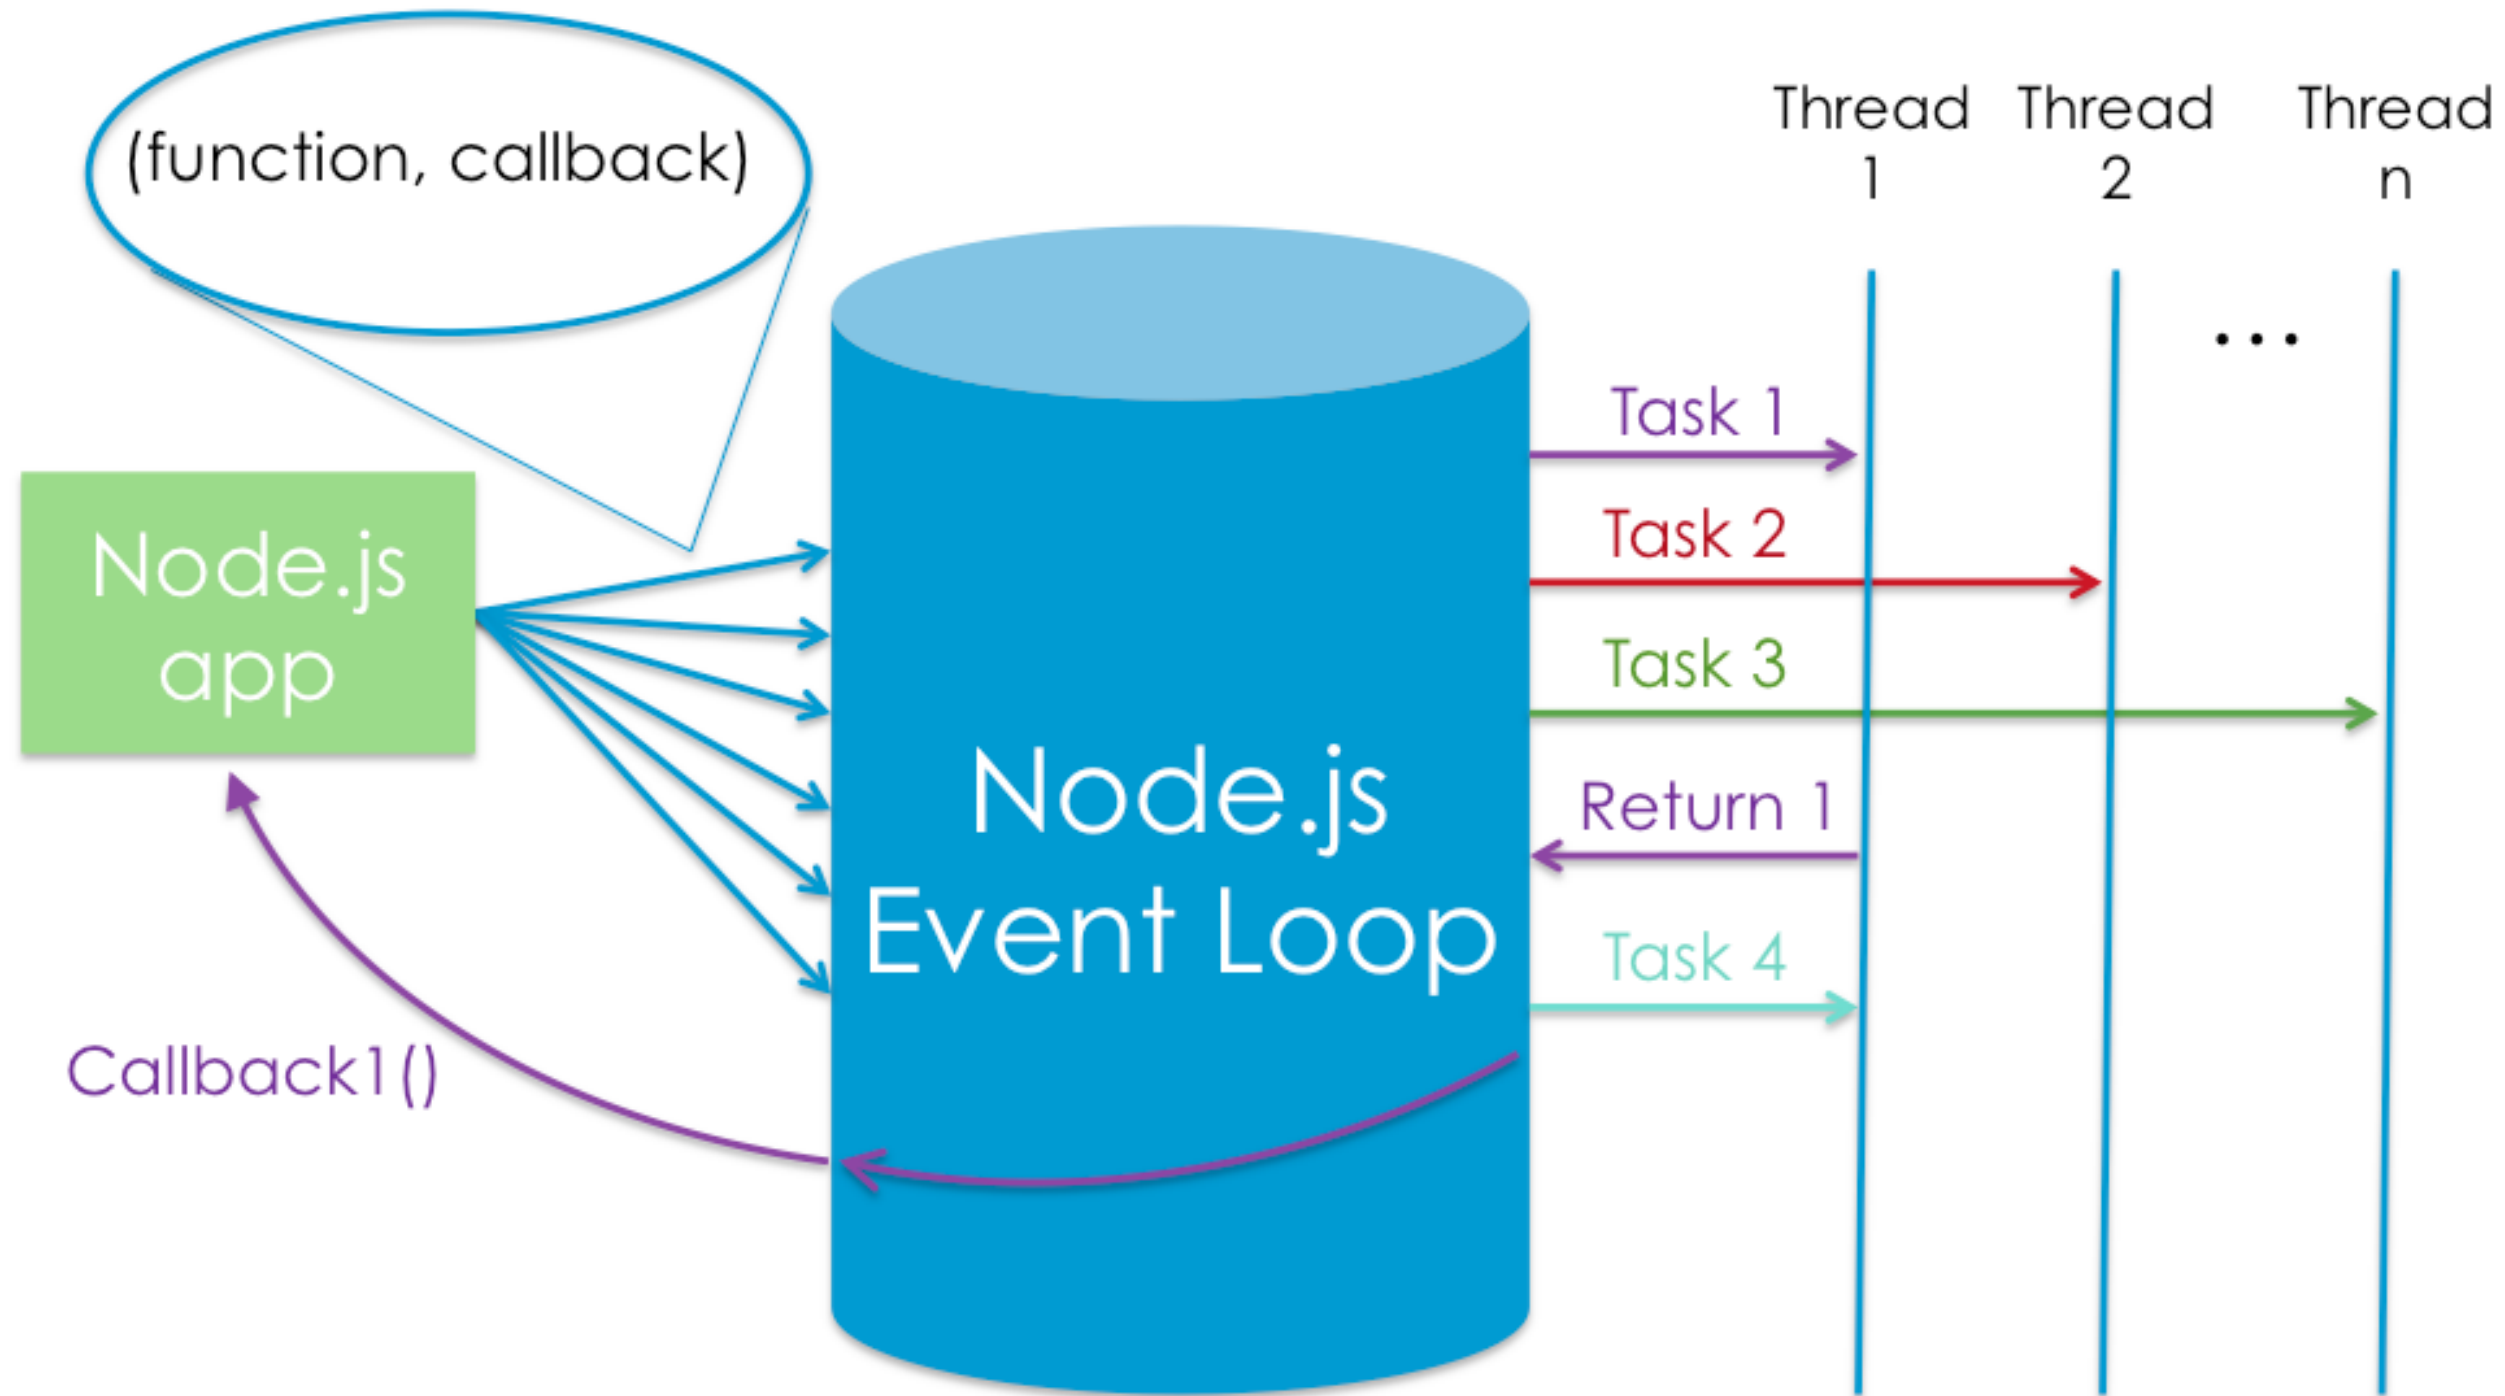 (function, callback)
Thread
1
Thread
2
Thread
n
...
Task 1
Task 2
Task 3
Node.js
app
Node.js
Event Loop
Return 1
Task 4
Callback1()